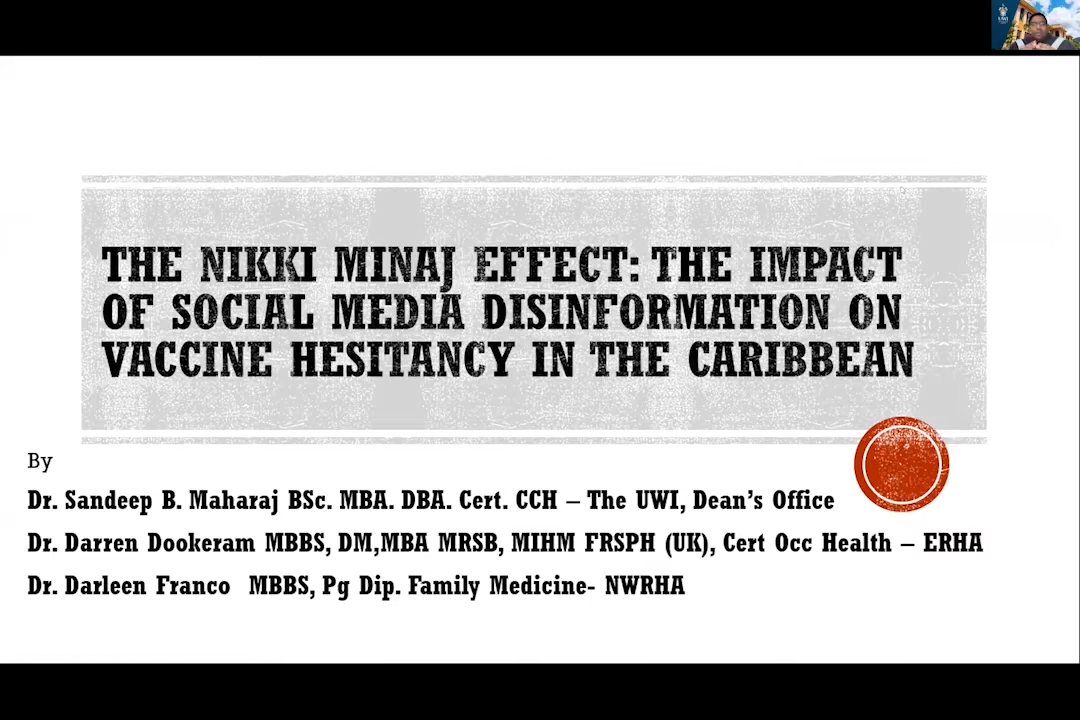 THE NIKKI MINAJ EFFECT: THE IMPACT
OF SOCIAL MEDIA DISINFORMATION ON
VACCINE HESITANCY IN THE CARIBBEAN
By
Dr. Sandeep B. Maharaj BSc. MBA. DBA. Cert. CCH – The UWI, Dean's Office
Dr. Darren Dookeram MBBS, DM,MBA MRSB, MIHM FRSPH (UK), Cert Occ Health – ERHA
Dr. Darleen Franco MBBS, Pg Dip. Family Medicine- NWRHA